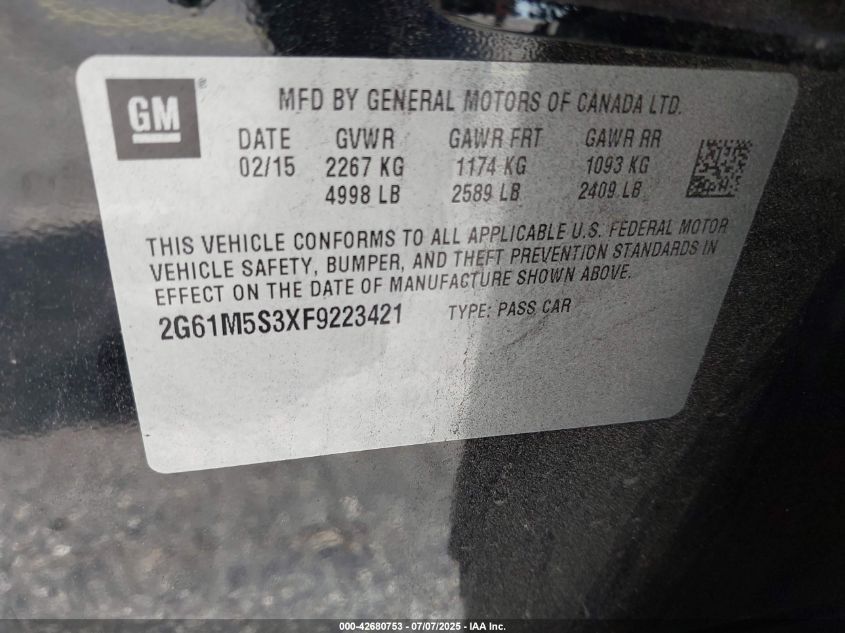 GM ®
MFD BY GENERAL MOTORS OF CANADA LTD.
DATE GVWR GAWR FRT GAWR RR
02/15 2267 KG 1174 KG 1093 KG
4998 LB 2589 LB 2409 LB
THIS VEHICLE CONFORMS TO ALL APPLICABLE U.S. FEDERAL MOTOR
VEHICLE SAFETY, BUMPER, AND THEFT PREVENTION STANDARDS IN
EFFECT ON THE DATE OF MANUFACTURE SHOWN ABOVE.
2G61M5S3XF9223421 TYPE: PASS CAR
000-42680753 - 07/07/2025 - IAA Inc.